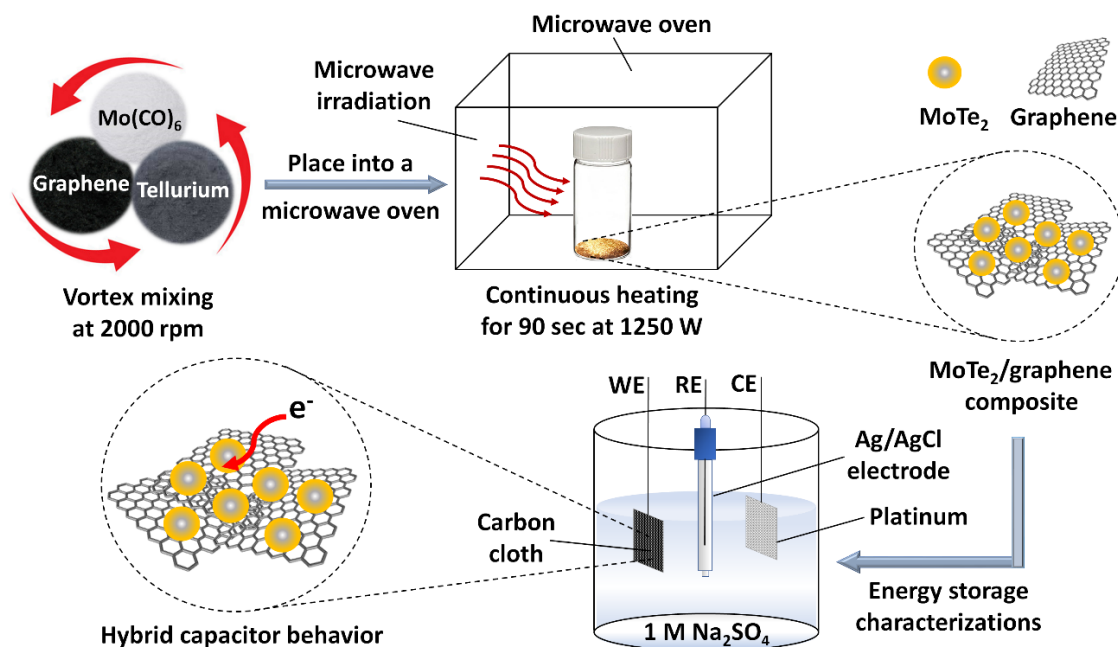 Mo(CO)₆
Graphene
Tellurium
Vortex mixing
at 2000 rpm
Place into a
microwave oven
Microwave oven
Microwave
irradiation
Continuous heating
for 90 sec at 1250 W
MoTe₂
Graphene
MoTe₂/graphene
composite
Energy storage
characterizations
WE
RE
CE
Ag/AgCl
electrode
Platinum
Carbon
cloth
1 M Na₂SO₄
e⁻
Hybrid capacitor behavior